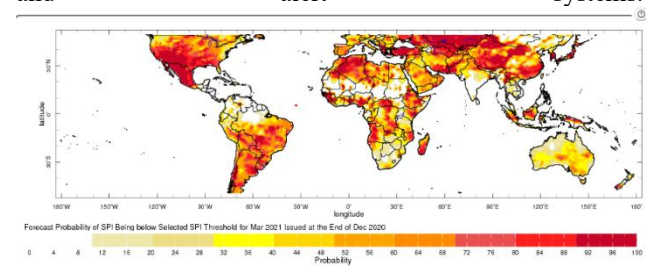 and alert systems.
30°N
0°
30°S
latitude
180°W 150°W 120°W 90°W 60°W 30°W 0° 30°E 60°E 90°E 120°E 150°E 180°E
longitude
Forecast Probability of SPI Being below Selected SPI Threshold for Mar 2021 Issued at the End of Dec 2020
0 4 8 12 16 20 24 28 32 36 40 44 48 52 56 60 64 68 72 76 80 84 88 92 96 100
Probability